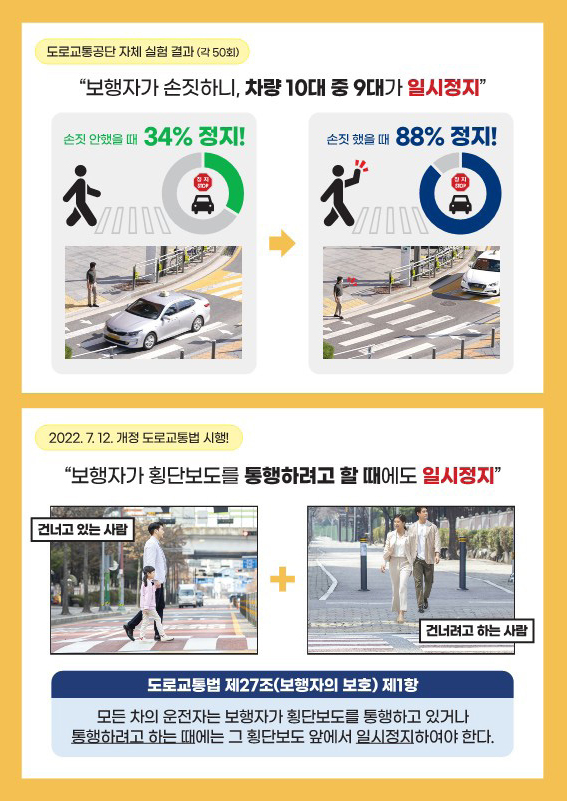 도로교통공단 자체 실험 결과 (각 50회)
“보행자가 손짓하니, 차량 10대 중 9대가 일시정지”
손짓 안했을 때 34% 정지!
정 지
STOP
손짓 했을 때 88% 정지!
정 지
STOP
2022. 7. 12. 개정 도로교통법 시행!
“보행자가 횡단보도를 통행하려고 할 때에도 일시정지”
건너고 있는 사람
건너려고 하는 사람
도로교통법 제27조(보행자의 보호) 제1항
모든 차의 운전자는 보행자가 횡단보도를 통행하고 있거나
통행하려고 하는 때에는 그 횡단보도 앞에서 일시정지하여야 한다.